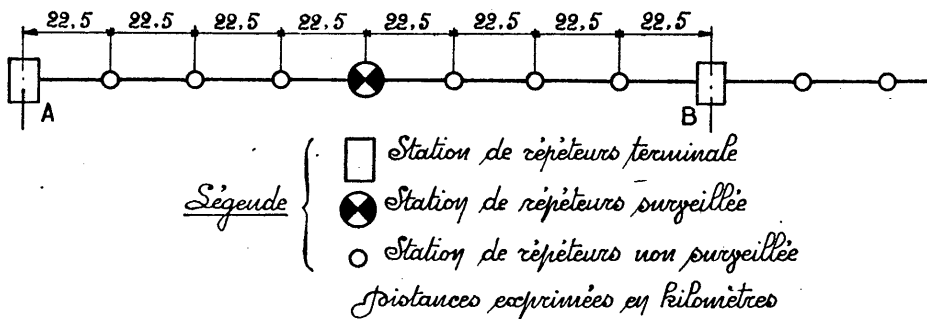 22,5 22,5 22,5 22,5 22,5 22,5 22,5 22,5
A B
Station de répéteurs terminale
Légende
Station de répéteurs surveillée
Station de répéteurs non surveillée
Distances exprimées en kilomètres